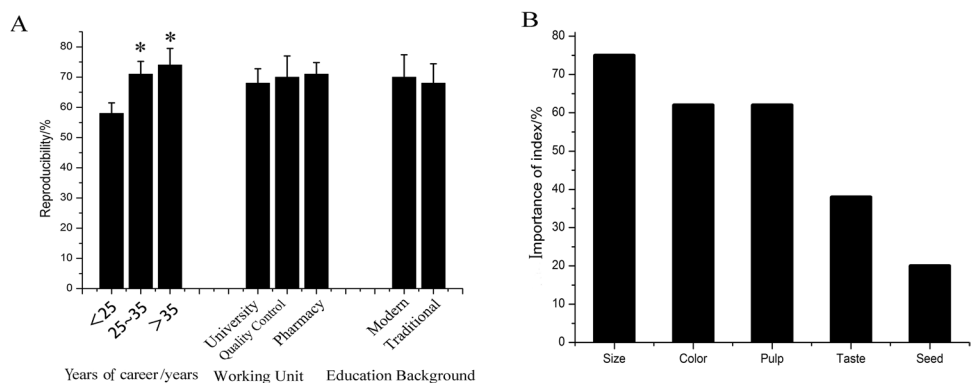 A
Reproducibility/%
80
70
60
50
40
30
20
10
0
* *
<25
25~35
>35
University
Quality Control
Pharmacy
Modern
Traditional
Years of career/years Working Unit Education Background
B
Importance of index/%
80
70
60
50
40
30
20
10
0
Size Color Pulp Taste Seed